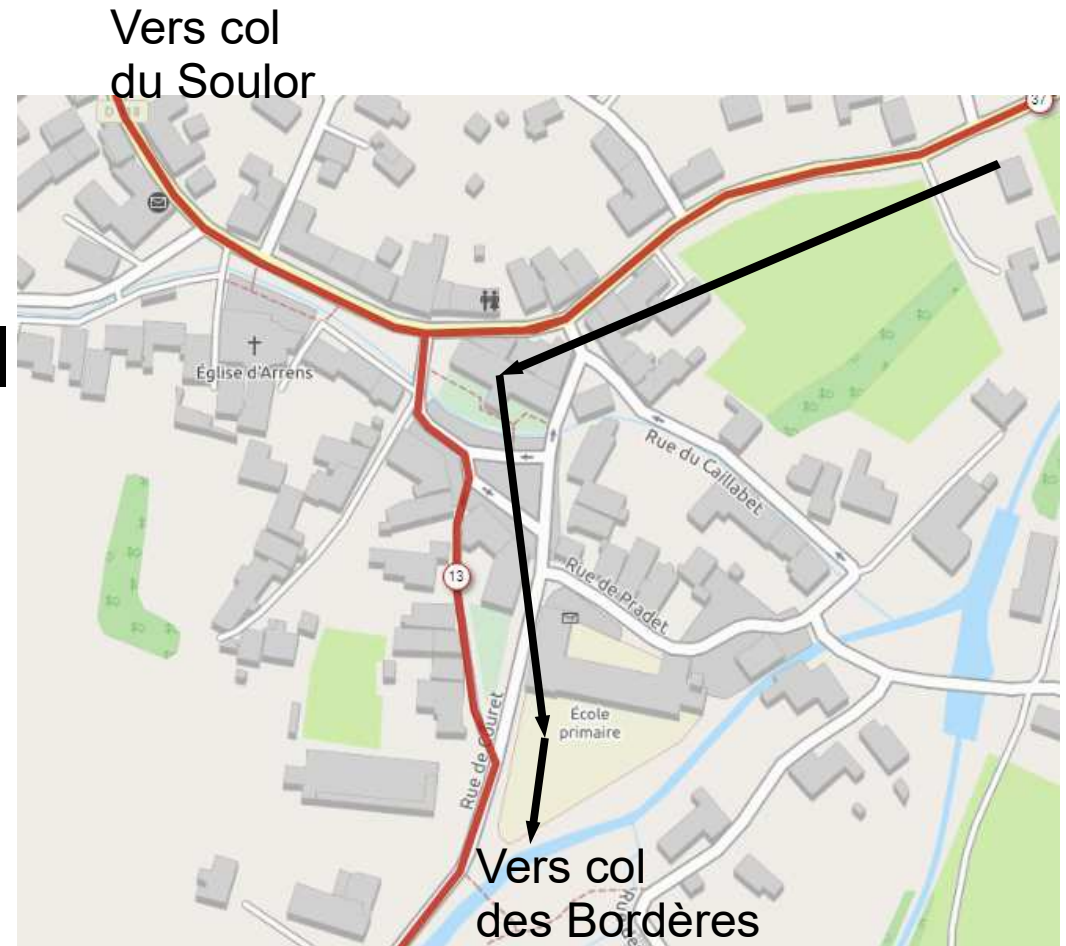 Vers col
du Soulor
37
Église d'Arrens
Rue du Caillabet
13
Rue de Pradet
École
primaire
Rue de Couret
Vers col
des Bordères